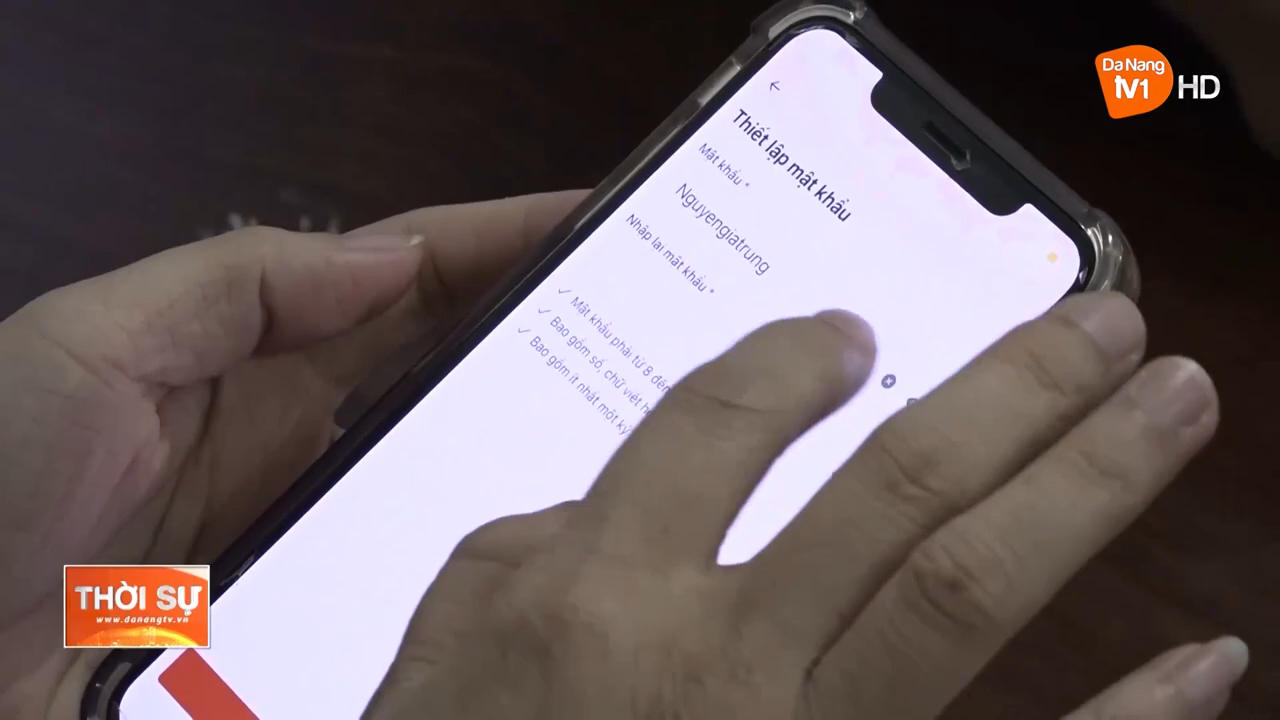 Da Nang
TV1 HD
Thiết lập mật khẩu
Mật khẩu *
Nguyengiatrung
Nhập lại mật khẩu *
Mật khẩu phải từ 8 đến
Bao gồm số, chữ viết
Bao gồm ít nhất một ký
THỜI SỰ
www.danangtv.vn